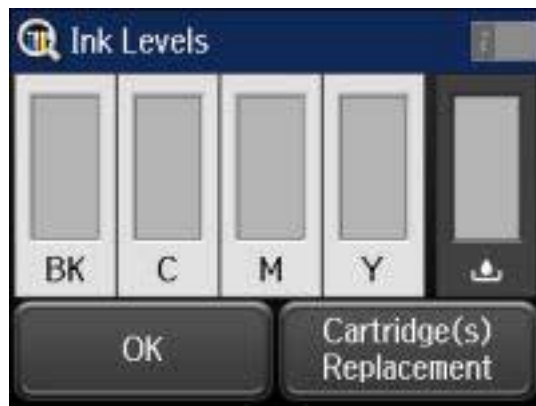 Ink Levels
BK C M Y
OK
Cartridge(s)
Replacement